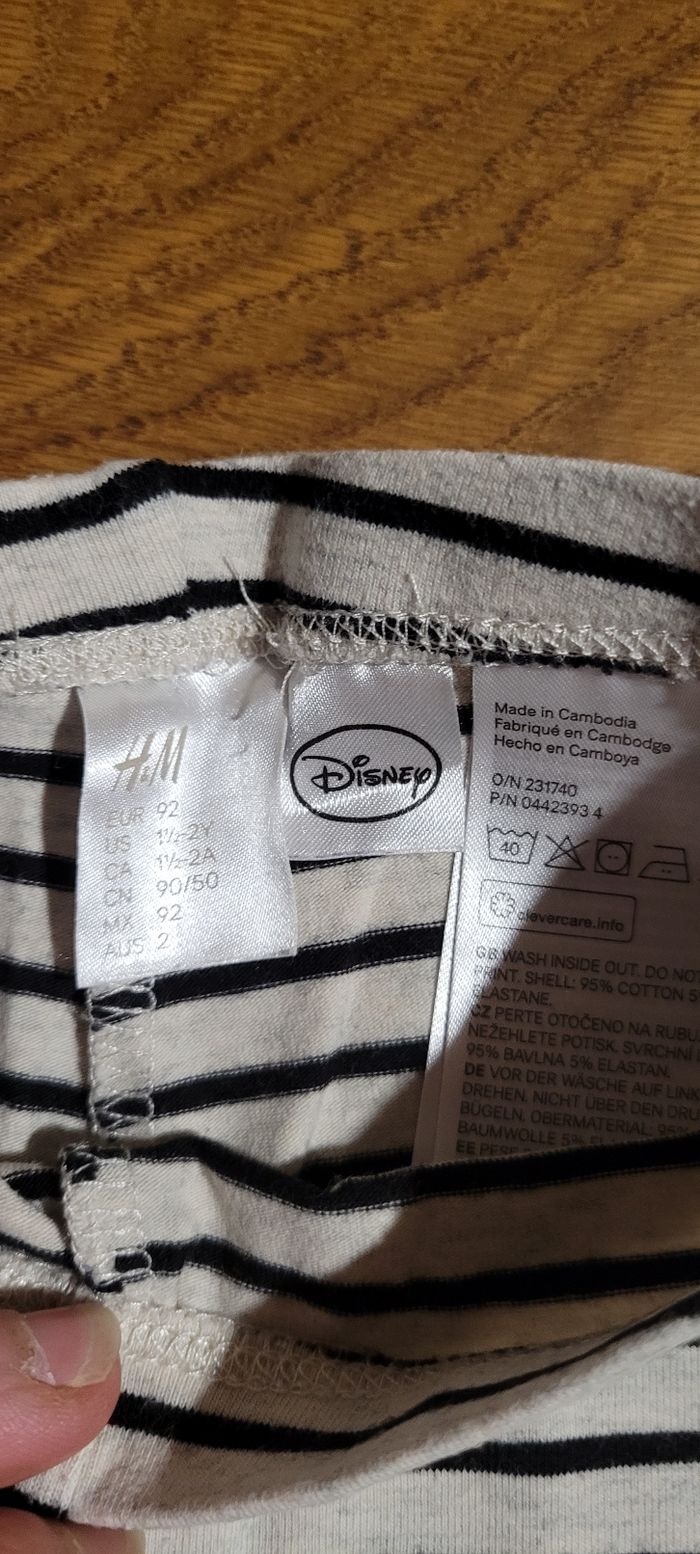 H&M
EUR 92
US 1½-2Y
CA 1½-2A
CN 90/50
MX 92
AUS 2
Disney
Made in Cambodia
Fabriqué en Cambodge
Hecho en Camboya
O/N 231740
P/N 0442393 4
40
clevercare.info
GB WASH INSIDE OUT. DO NOT
PRINT. SHELL: 95% COTTON 5
ELASTANE.
CZ PERTE OTOČENO NA RUBU
NEŽEHLETE POTISK. SVRCHNÍ
95% BAVLNA 5% ELASTAN.
DE VOR DER WÄSCHE AUF LINK
DREHEN. NICHT ÜBER DEN DRU
BÜGELN. OBERMATERIAL: 95%
BAUMWOLLE 5%
EE